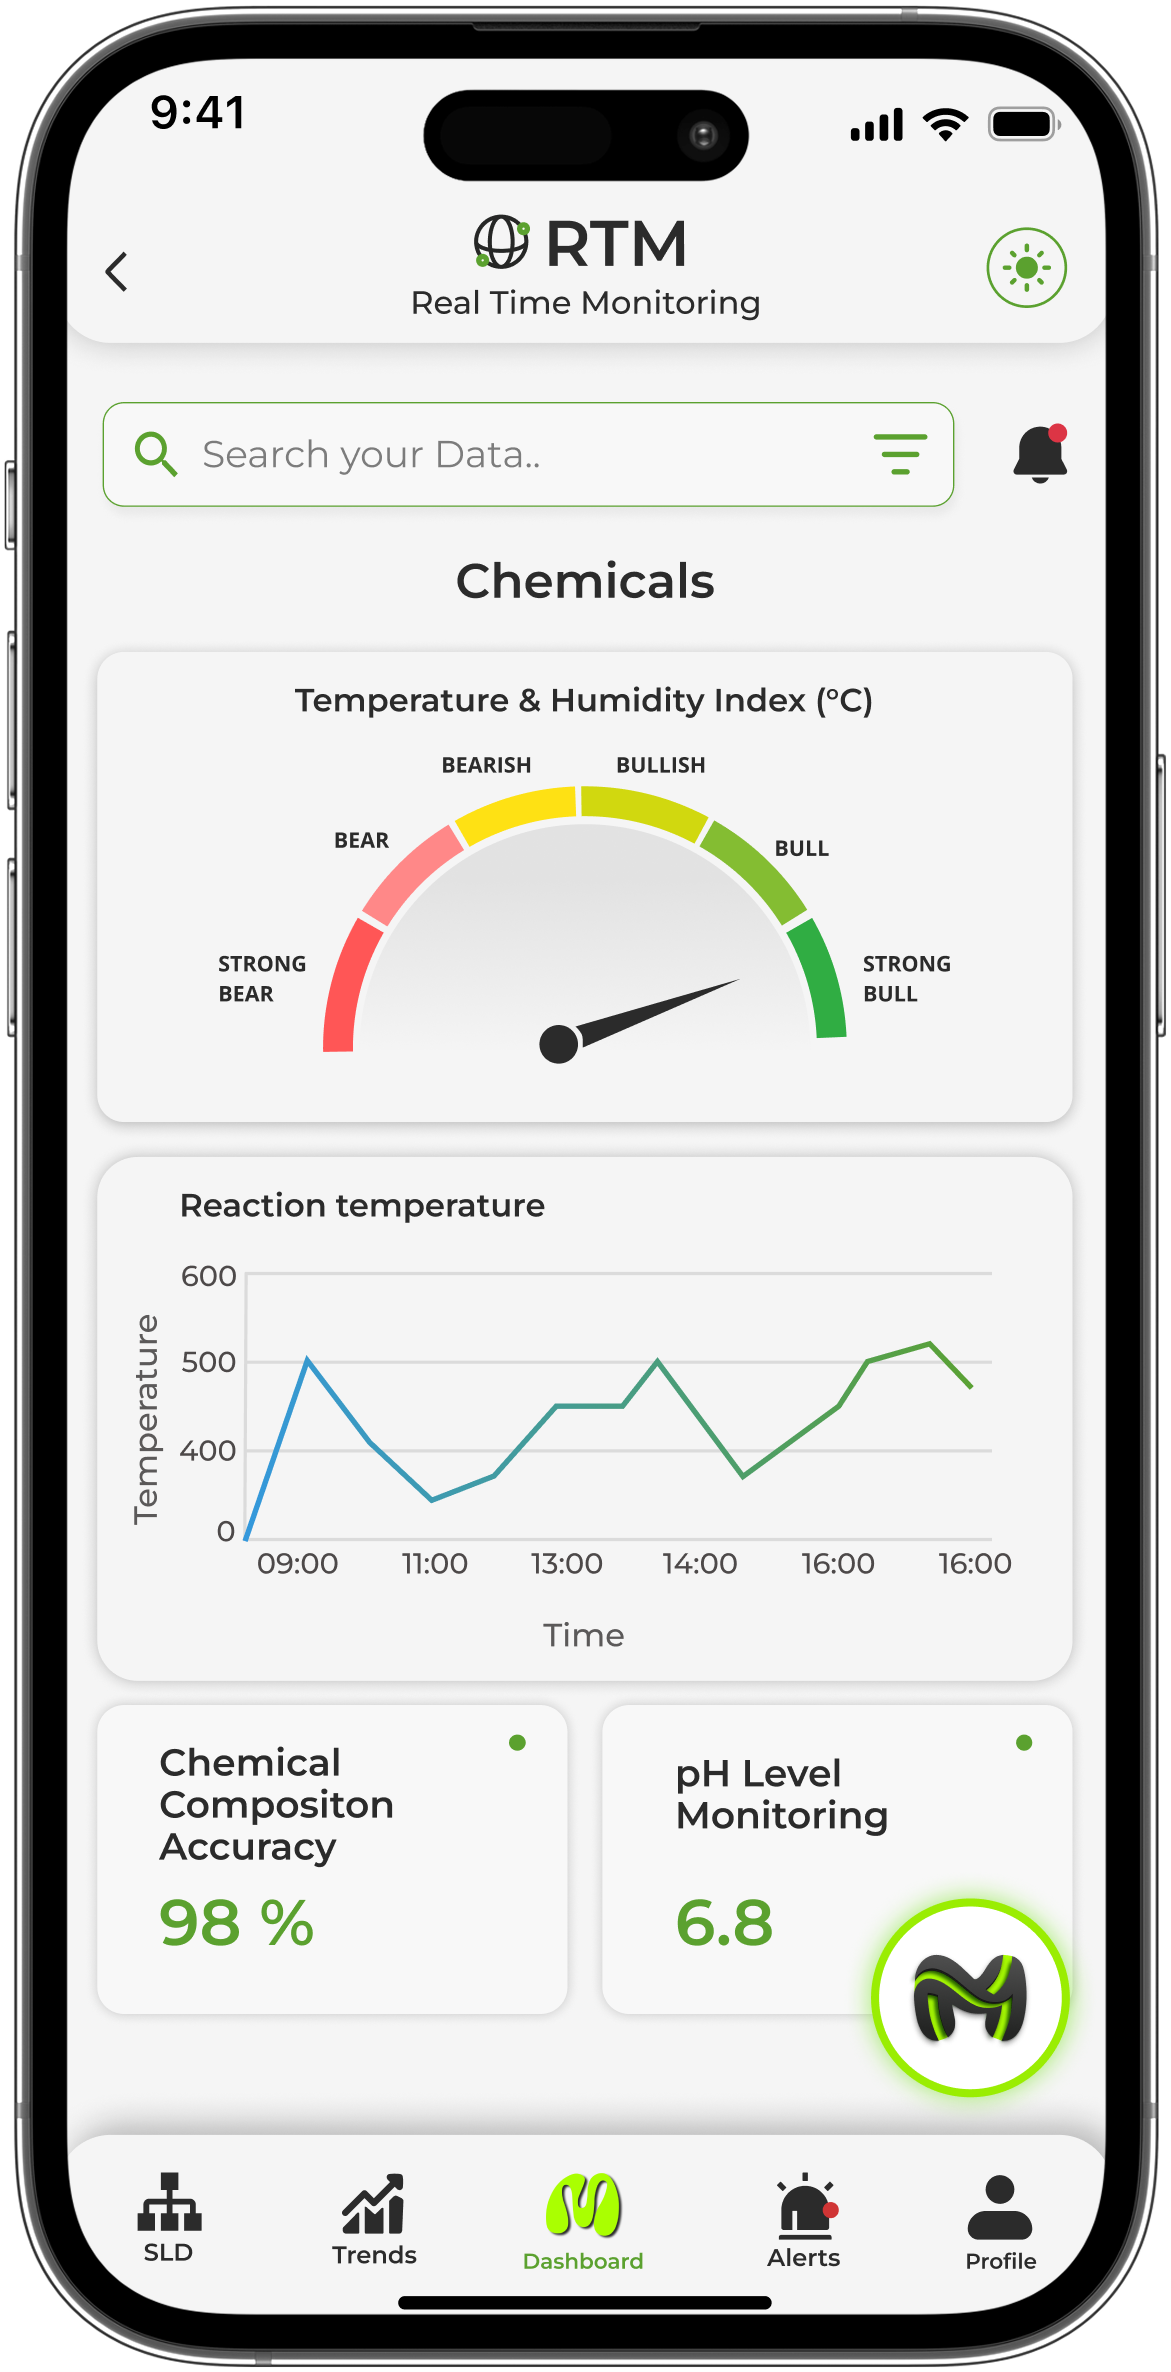 9:41
RTM
Real Time Monitoring
Search your Data..
Chemicals
Temperature & Humidity Index (°C)
BEARISH
BULLISH
BEAR
BULL
STRONG
BEAR
STRONG
BULL
Reaction temperature
600
500
400
0
Temperature
09:00
11:00
13:00
14:00
16:00
16:00
Time
Chemical
Compositon
Accuracy
98 %
pH Level
Monitoring
6.8
SLD
Trends
Dashboard
Alerts
Profile